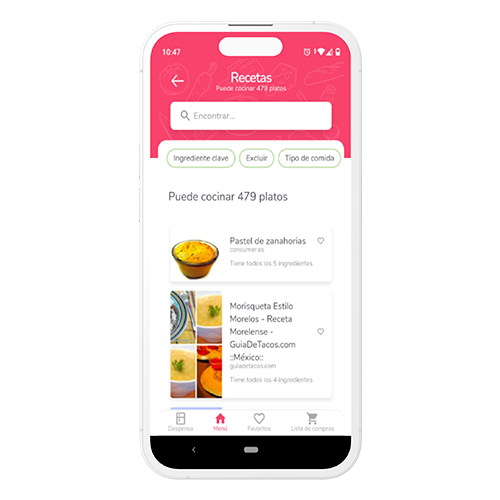 10:47
Recetas
Puede cocinar 479 platos
Encontrar...
Ingrediente clave
Excluir
Tipo de comida
Puede cocinar 479 platos
Pastel de zanahorias
consumer.es
Tiene todos los 5 ingredientes
Morisqueta Estilo
Morelos - Receta
Morelense -
GuiaDeTacos.com
::México::
guiadetacos.com
Tiene todos los 4 ingredientes
Despensa
Menú
Favoritos
Lista de compras